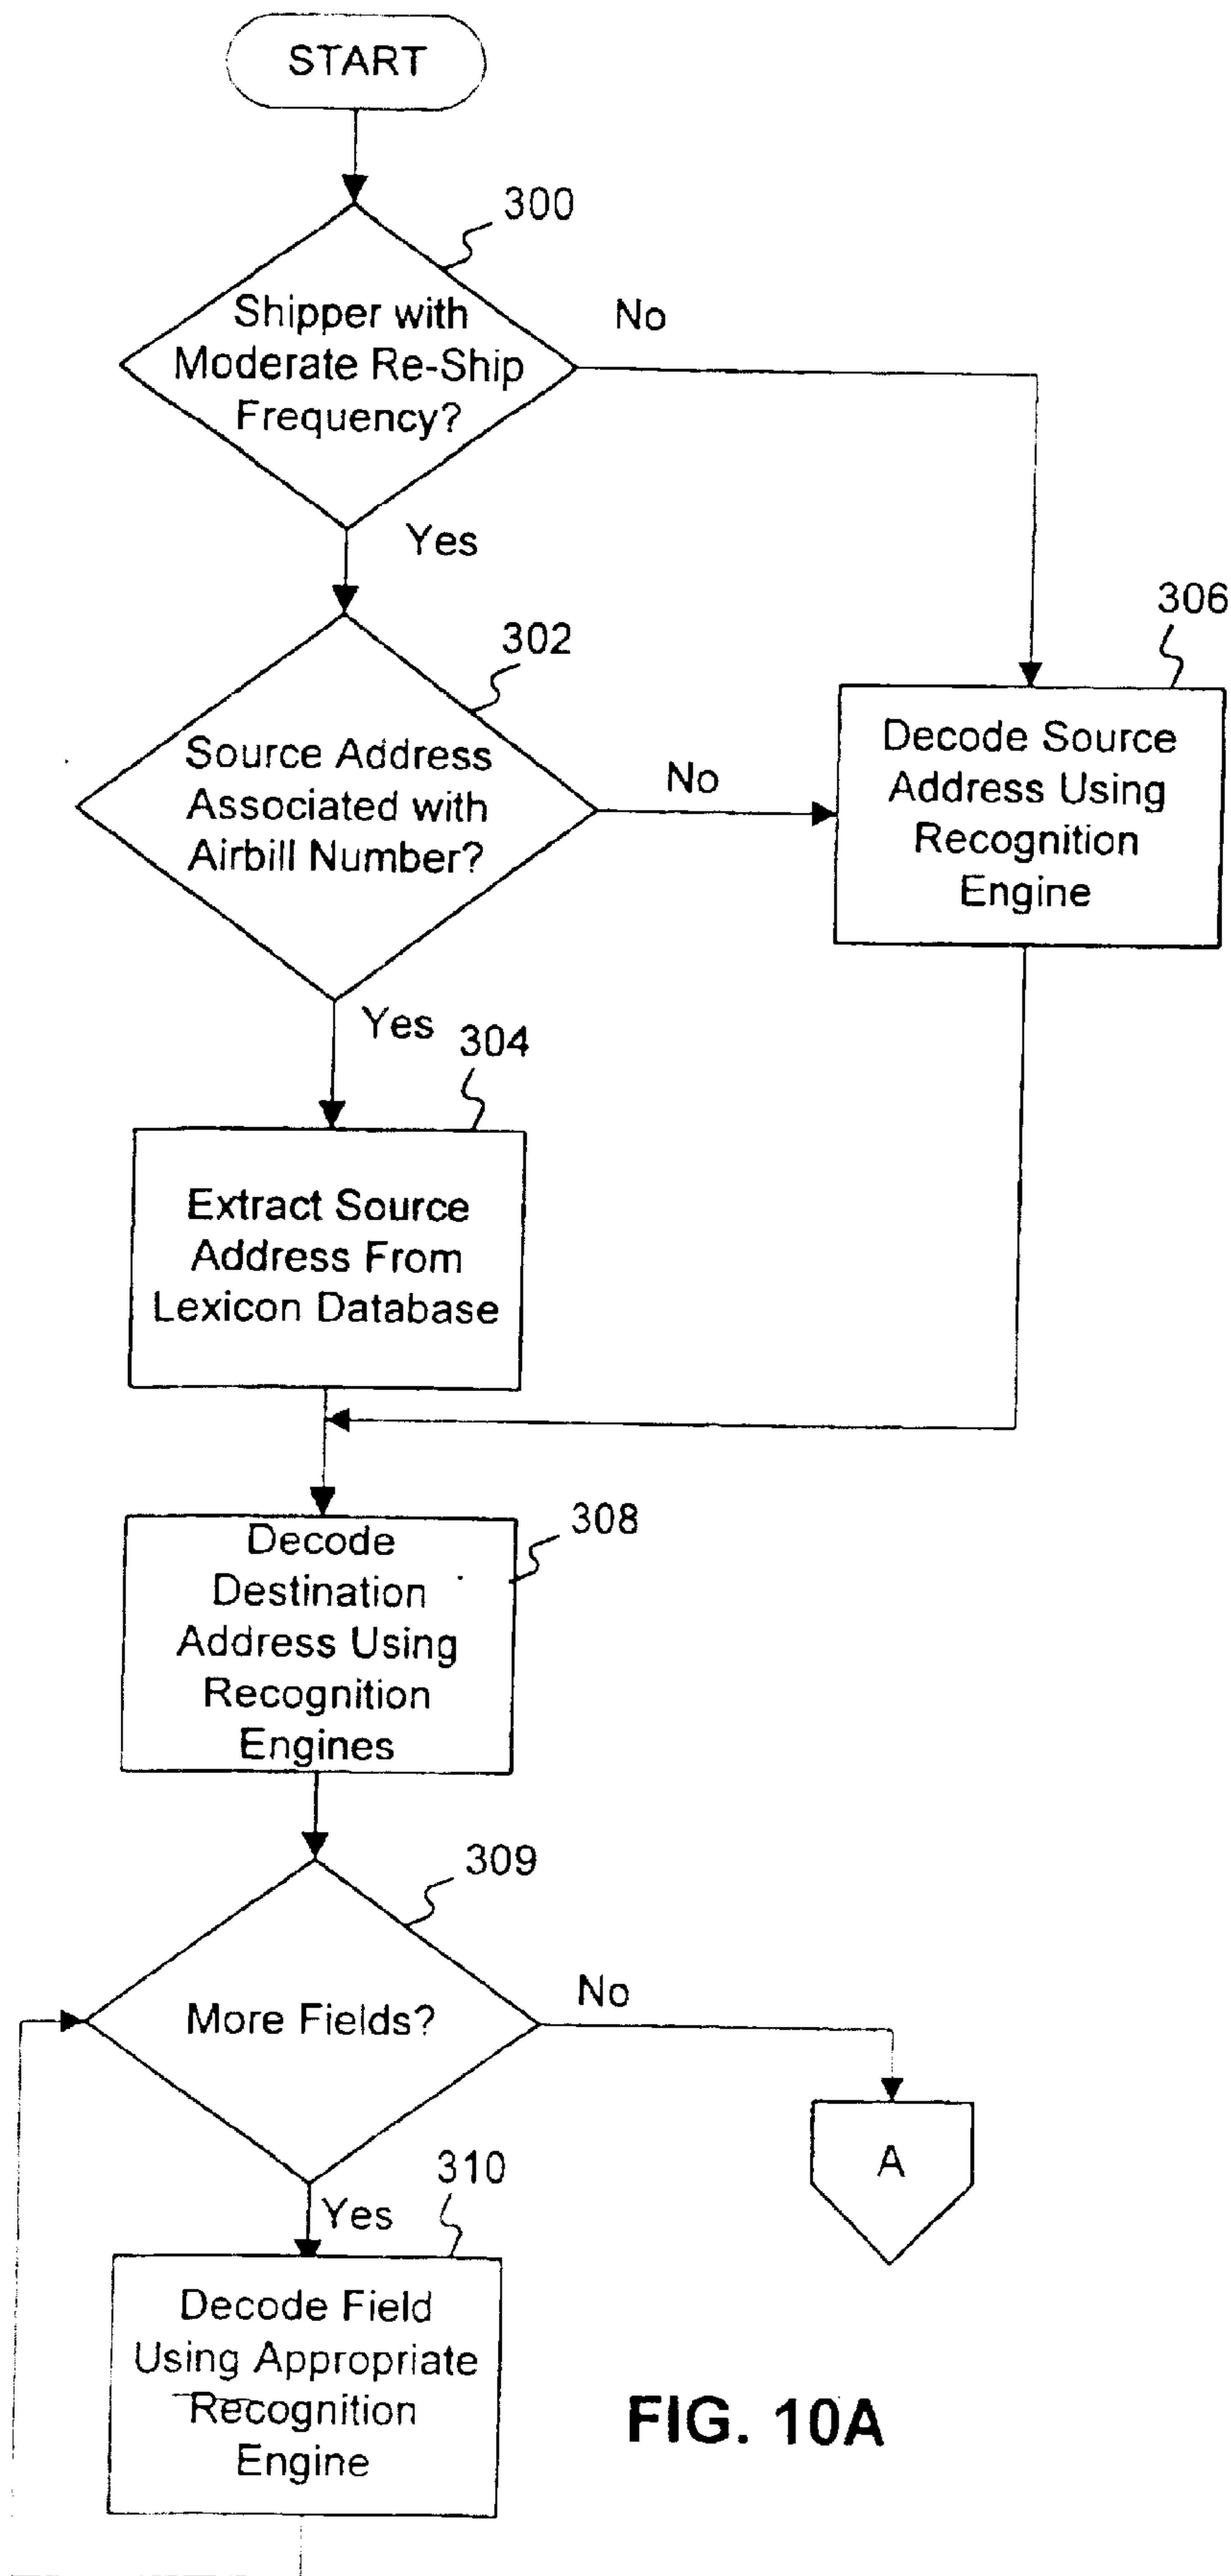 START
300
Shipper with
Moderate Re-Ship
Frequency?
No
Yes
302
Source Address
Associated with
Airbill Number?
No
306
Decode Source
Address Using
Recognition
Engine
Yes
304
Extract Source
Address From
Lexicon Database
308
Decode
Destination
Address Using
Recognition
Engines
309
More Fields?
No
A
Yes
310
Decode Field
Using Appropriate
Recognition
Engine
FIG. 10A